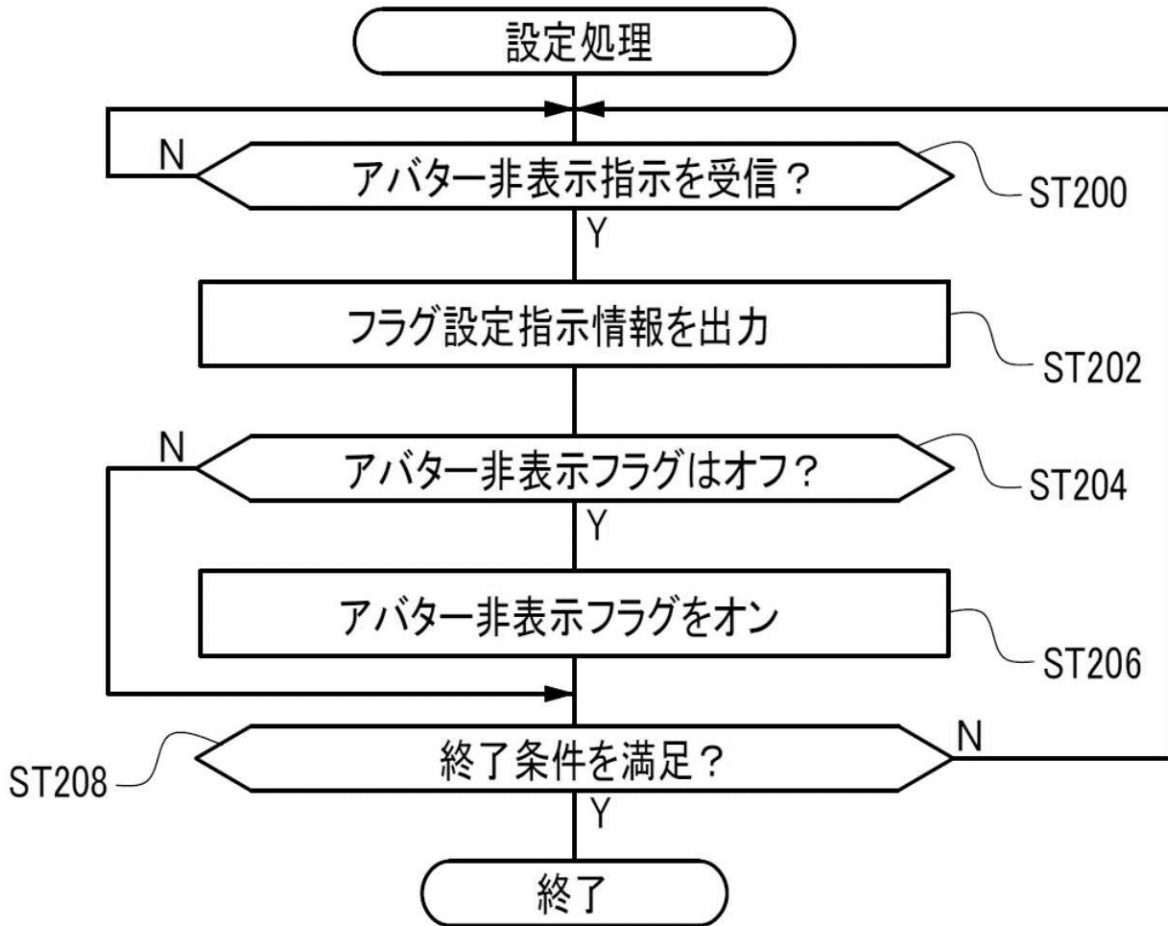 設定処理
N
アバター非表示指示を受信?
ST200
Y
フラグ設定指示情報を出力
ST202
N
アバター非表示フラグはオフ?
ST204
Y
アバター非表示フラグをオン
ST206
終了条件を満足?
N
ST208
Y
終了